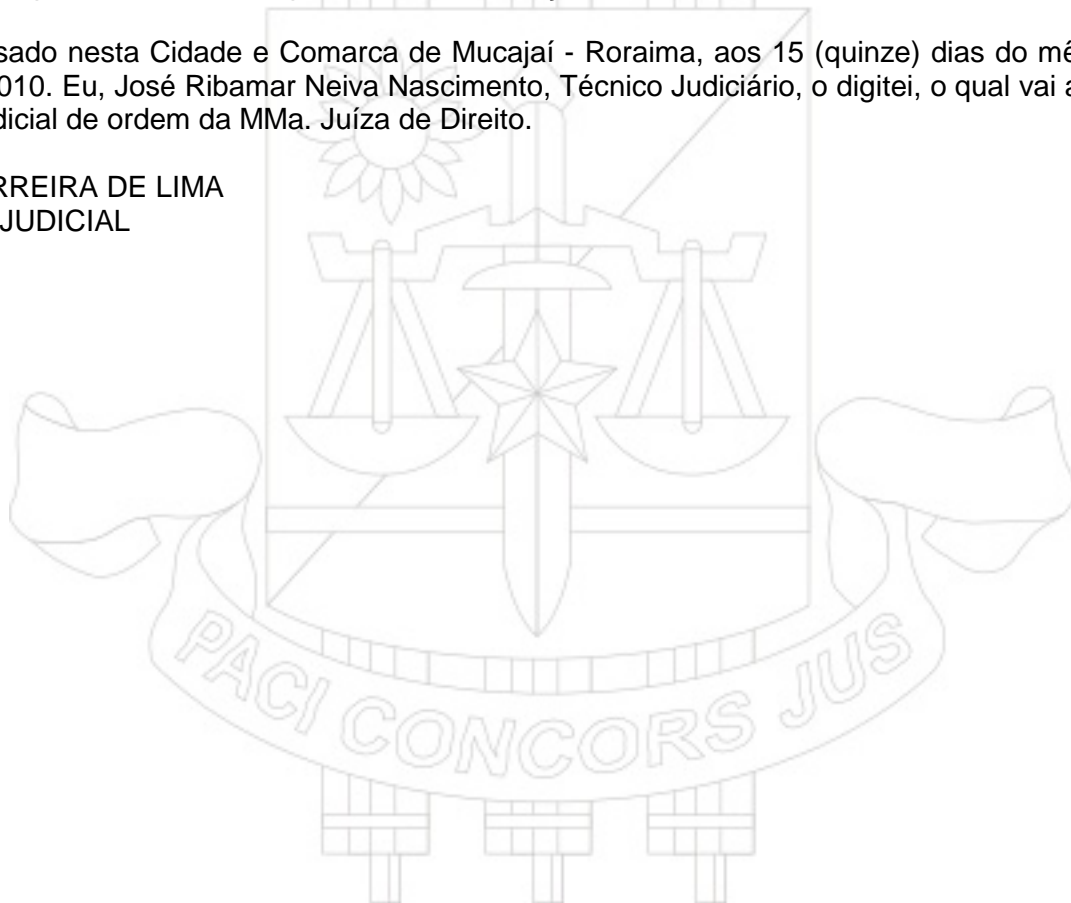 sado nesta Cidade e Comarca de Mucajaí - Roraima, aos 15 (quinze) dias do mê
010. Eu, José Ribamar Neiva Nascimento, Técnico Judiciário, o digitei, o qual vai a
dicial de ordem da MMa. Juíza de Direito.
RREIRA DE LIMA
JUDICIAL
PACI CONCORS JUS